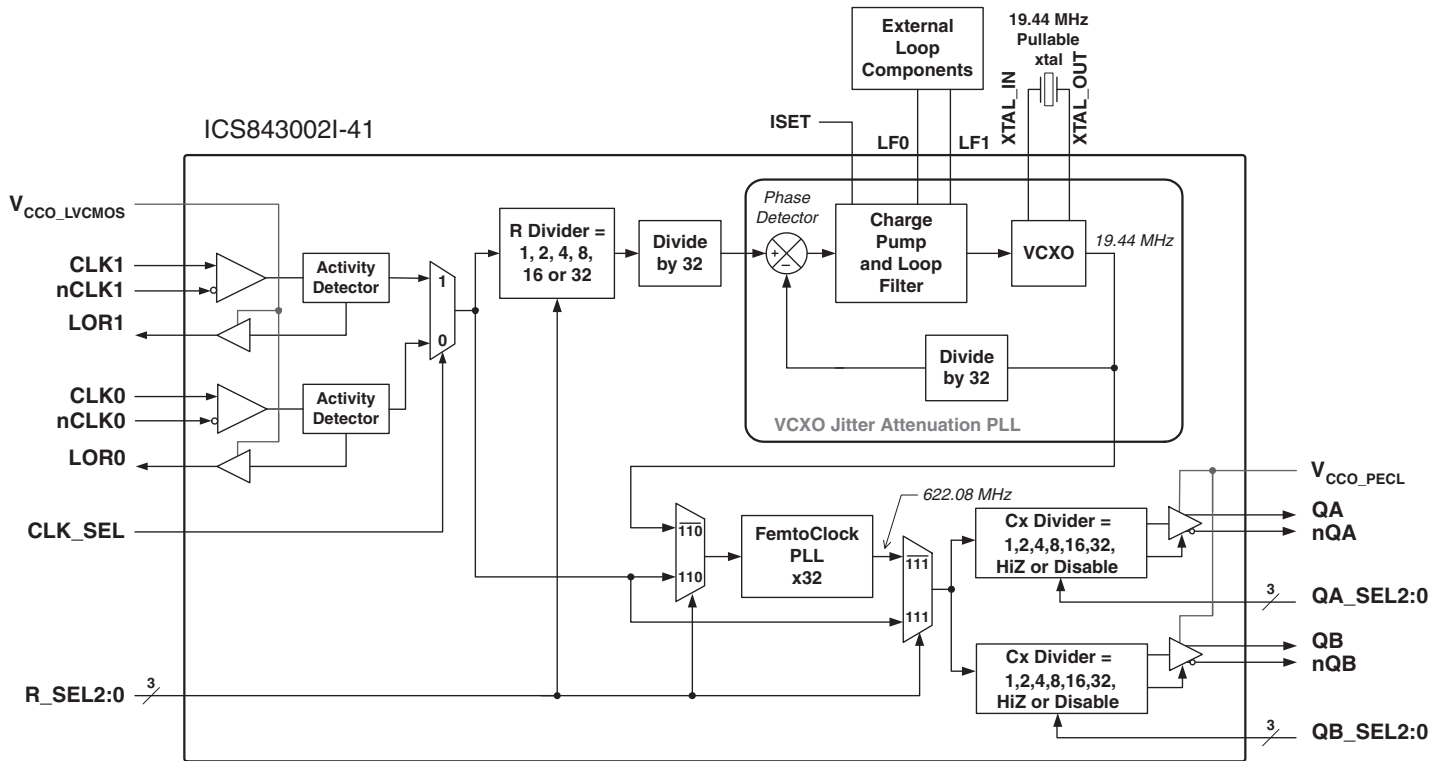 External
Loop
Components
19.44 MHz
Pullable
xtal
XTAL_IN
XTAL_OUT
ISET
LF0
LF1
ICS843002I-41
VCCO_LVCMOS
CLK1
nCLK1
LOR1
CLK0
nCLK0
LOR0
CLK_SEL
R_SEL2:0
3
Activity
Detector
Activity
Detector
1
0
R Divider =
1, 2, 4, 8,
16 or 32
Divide
by 32
Phase
Detector
+
−
Charge
Pump
and Loop
Filter
VCXO
19.44 MHz
Divide
by 32
VCXO Jitter Attenuation PLL
110
110
FemtoClock
PLL
x32
622.08 MHz
111
111
Cx Divider =
1,2,4,8,16,32,
HiZ or Disable
Cx Divider =
1,2,4,8,16,32,
HiZ or Disable
VCCO_PECL
QA
nQA
3
QA_SEL2:0
QB
nQB
3
QB_SEL2:0